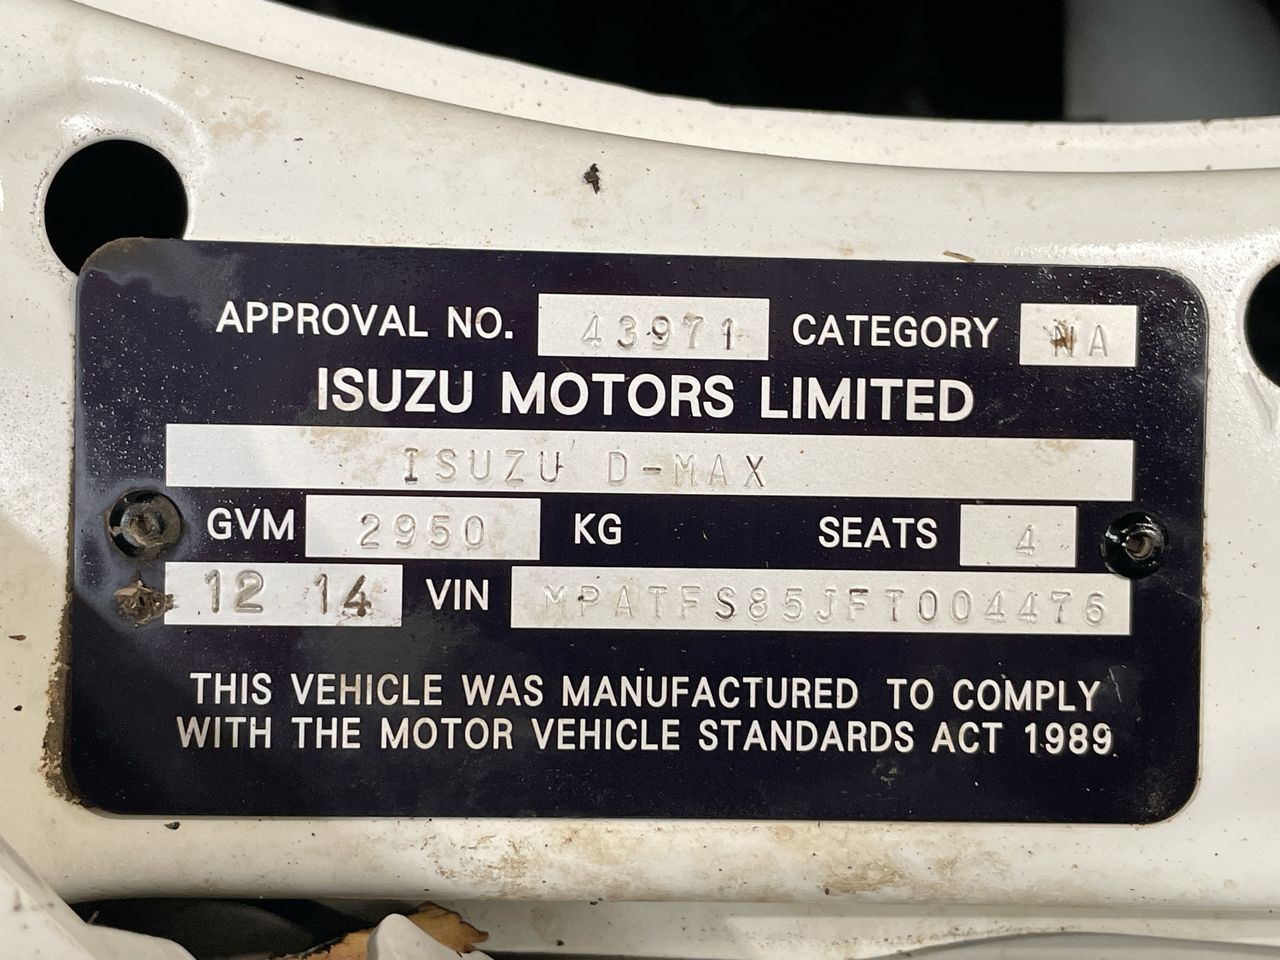 APPROVAL NO. 43971 CATEGORY NA
ISUZU MOTORS LIMITED
ISUZU D-MAX
GVM 2950 KG SEATS 4
12 14 VIN MPATFS85JFT004476
THIS VEHICLE WAS MANUFACTURED TO COMPLY
WITH THE MOTOR VEHICLE STANDARDS ACT 1989